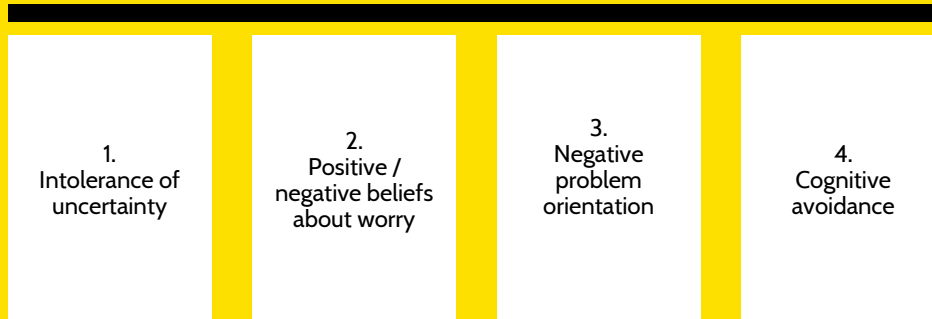 1.
Intolerance of
uncertainty
2.
Positive /
negative beliefs
about worry
3.
Negative
problem
orientation
4.
Cognitive
avoidance